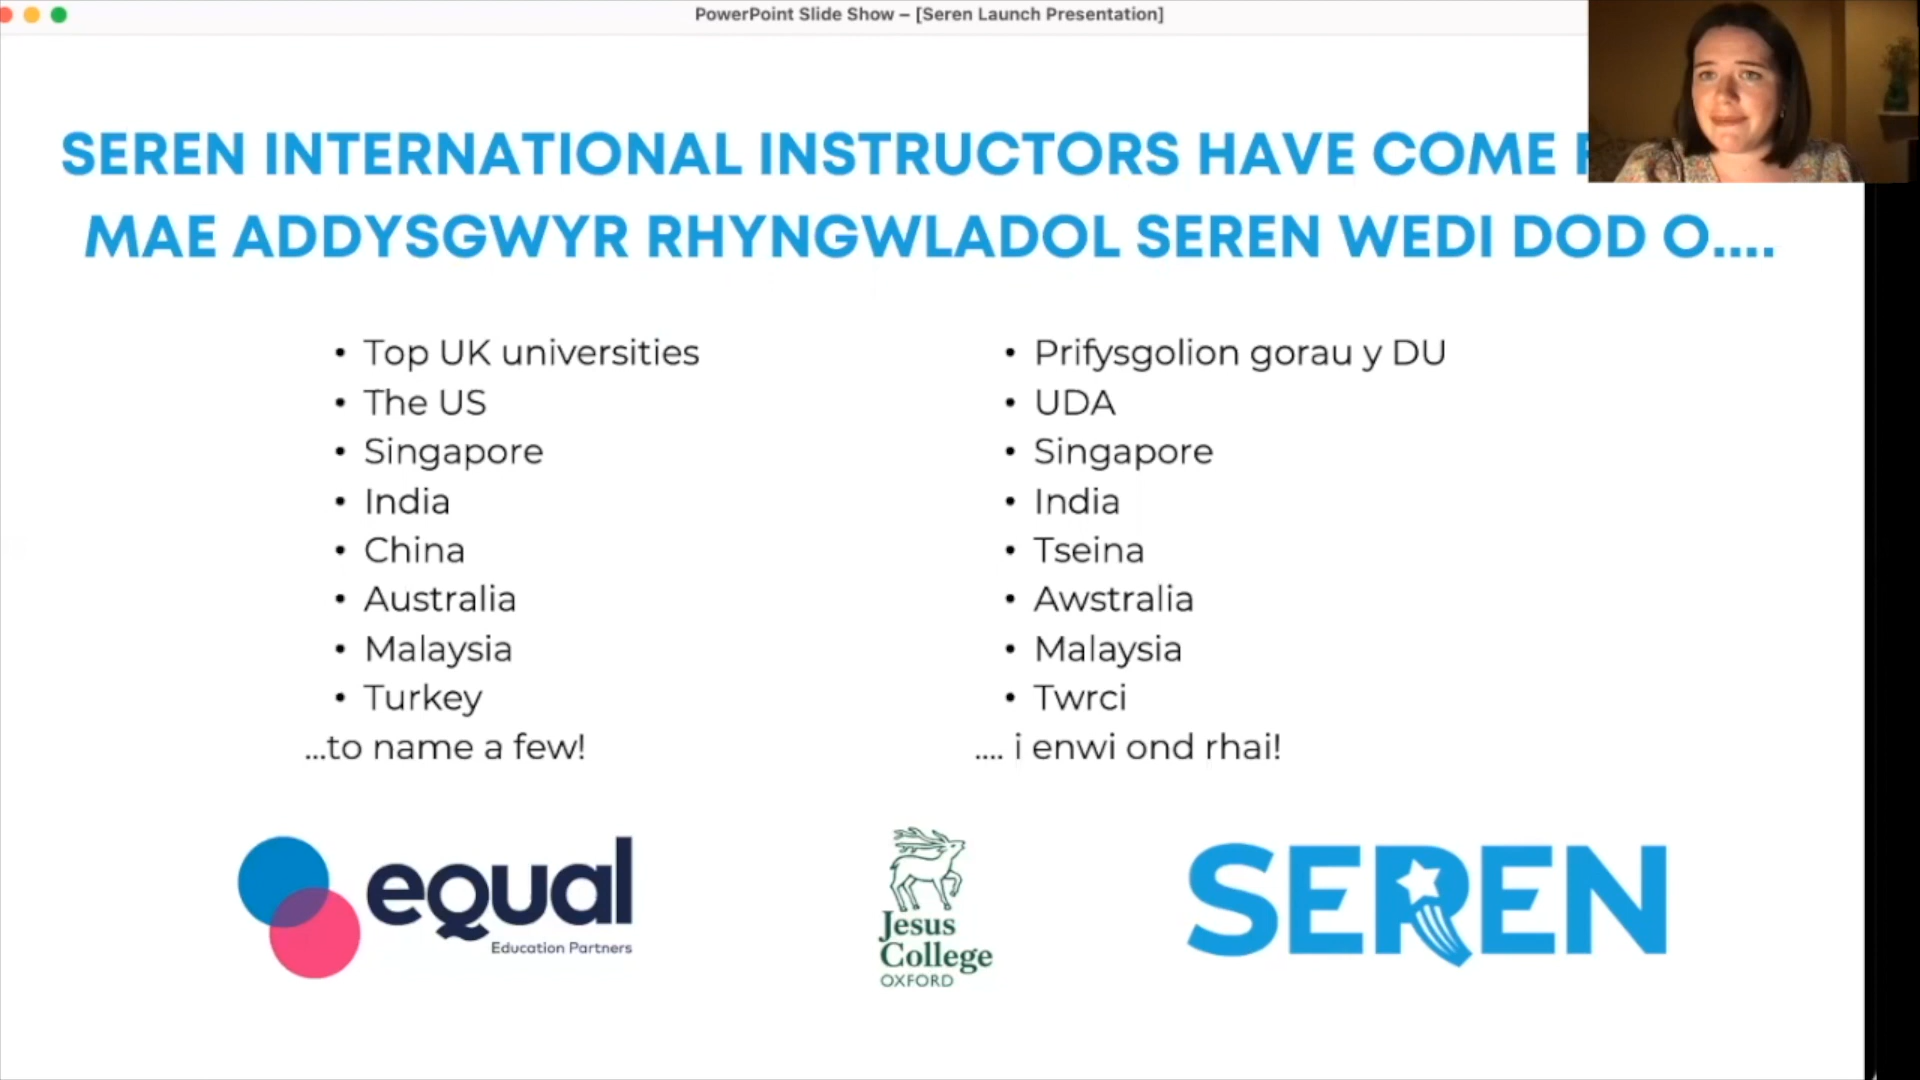 PowerPoint Slide Show – [Seren Launch Presentation]
SEREN INTERNATIONAL INSTRUCTORS HAVE COME
MAE ADDYSGWYR RHYNGWLADOL SEREN WEDI DOD O....
• Top UK universities
• The US
• Singapore
• India
• China
• Australia
• Malaysia
• Turkey
...to name a few!
• Prifysgolion gorau y DU
• UDA
• Singapore
• India
• Tseina
• Awstralia
• Malaysia
• Twrci
.... i enwi ond rhai!
equal
Education Partners
Jesus
College
OXFORD
SEREN